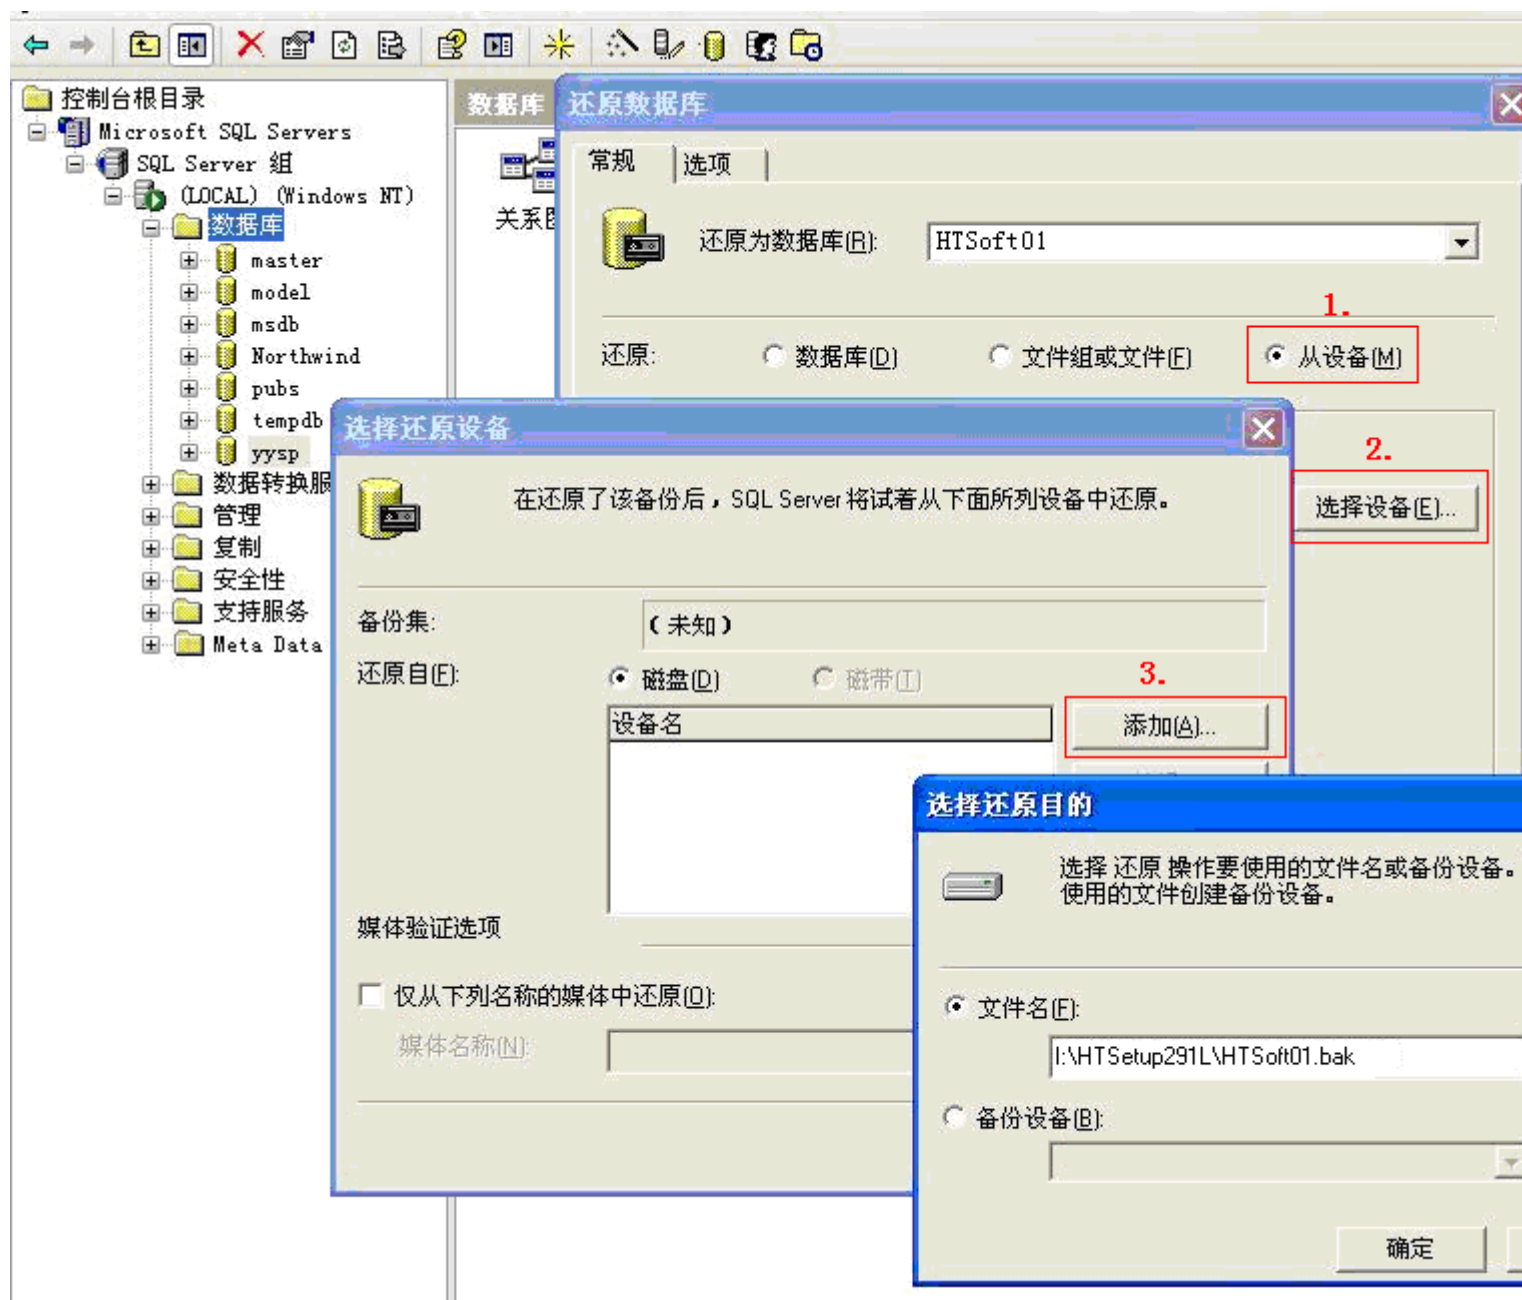 控制台根目录
Microsoft SQL Servers
SQL Server 组
(LOCAL) (Windows NT)
数据库
master
model
msdb
Northwind
pubs
tempdb
yysp
数据转换服
管理
复制
安全性
支持服务
Meta Data
数据库
关系图
还原数据库
常规
选项
还原为数据库(R):
HTSoft01
1.
还原:
数据库(D)
文件组或文件(F)
从设备(M)
2.
选择设备(E)...
选择还原设备
在还原了该备份后，SQL Server 将试着从下面所列设备中还原。
备份集:
（未知）
还原自(F):
磁盘(D)
磁带(T)
3.
设备名
添加(A)...
媒体验证选项
仅从下列名称的媒体中还原(O):
媒体名称(N):
选择还原目的
选择 还原 操作要使用的文件名或备份设备。
使用的文件创建备份设备。
文件名(F):
I:\HTSetup291L\HTSoft01.bak
备份设备(B):
确定